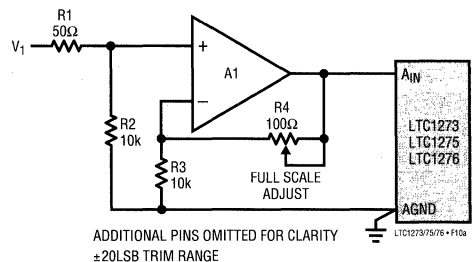 R1
50Ω
V1
+
A1
−
AIN
R4
100Ω
LTC1273
LTC1275
LTC1276
R2
10k
R3
10k
FULL SCALE
ADJUST
AGND
LTC1273/75/76 • F10a
ADDITIONAL PINS OMITTED FOR CLARITY
±20LSB TRIM RANGE